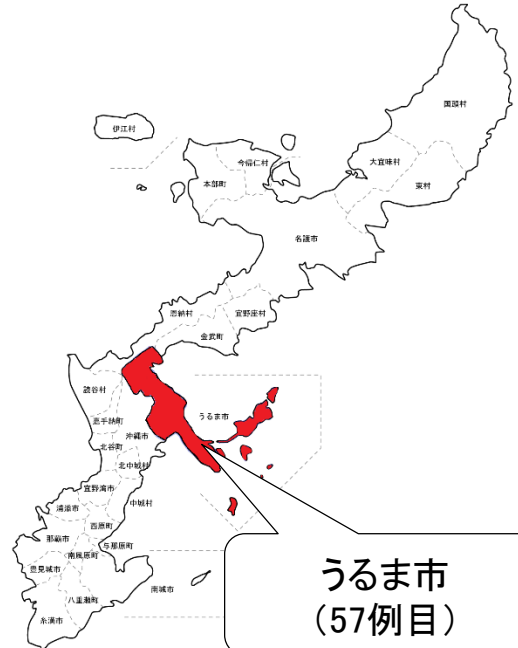 国頭村
伊江村
大宜味村
今帰仁村
本部町
東村
名護市
恩納村
宜野座村
金武町
読谷村
うるま市
嘉手納町
沖縄市
北谷町
北中城村
宜野湾市
中城村
浦添市
西原町
那覇市
与那原町
南風原町
豊見城市
南城市
八重瀬町
糸満市
うるま市
（57例目）